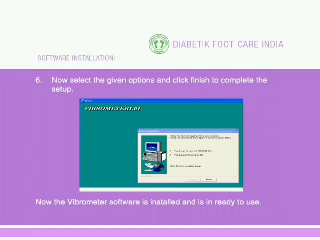 DIABETIK FOOT CARE INDIA
SOFTWARE INSTALLATION:
6. Now select the given options and click finish to complete the
setup.
Now the Vibrometer software is installed and is in ready to use.